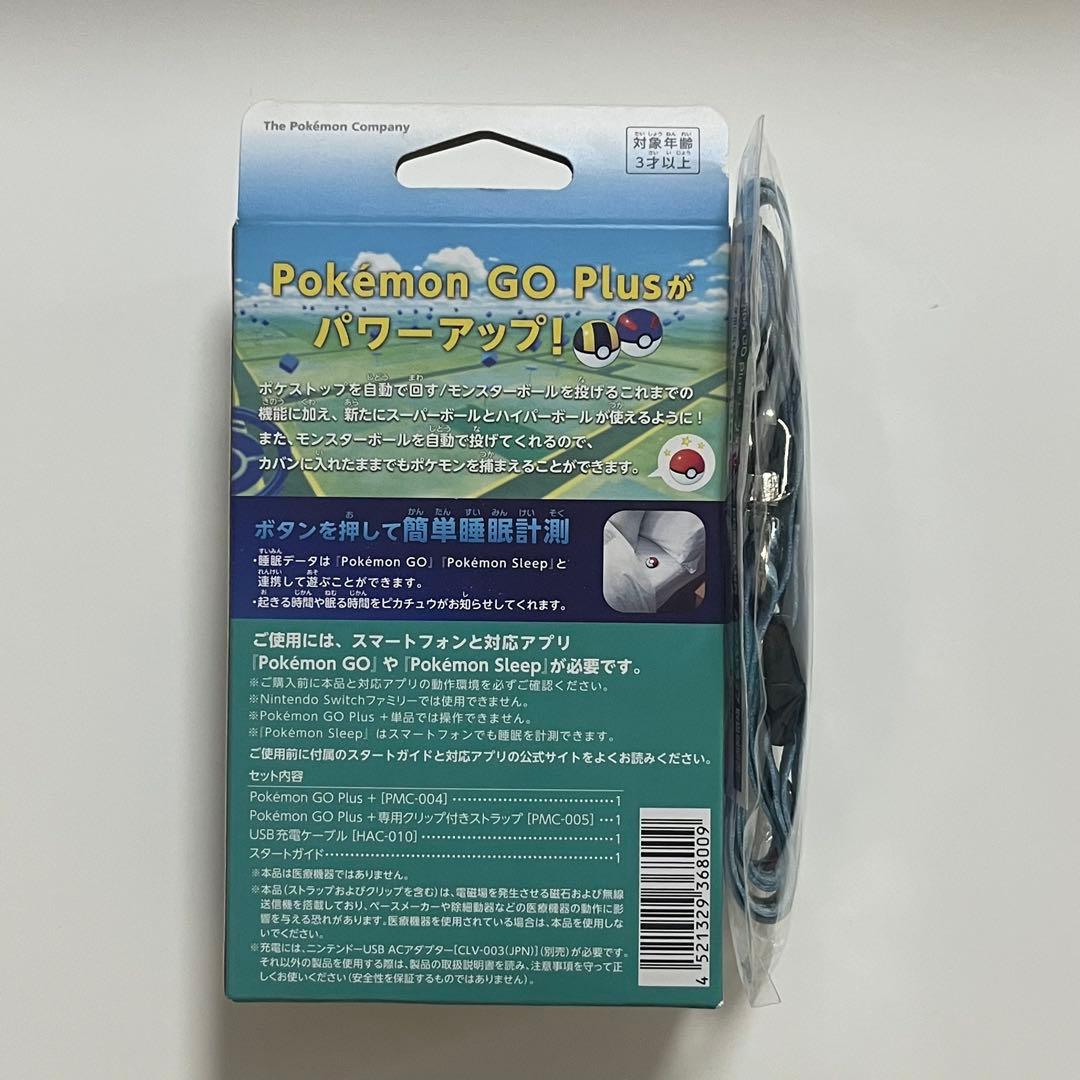 The Pokémon Company
対象年齢
3才以上
Pokémon GO Plusが
パワーアップ!
ポケストップを自動で回す/モンスターボールを投げるこれまでの
機能に加え、新たにスーパーボールとハイパーボールが使えるように!
また、モンスターボールを自動で投げてくれるので、
カバンに入れたままでもポケモンを捕まえることができます。
ボタンを押して簡単睡眠計測
・睡眠データは『Pokémon GO』『Pokémon Sleep』と
連携して遊ぶことができます。
・起きる時間や眠る時間をピカチュウがお知らせしてくれます。
ご使用には、スマートフォンと対応アプリ
『Pokémon GO』や『Pokémon Sleep』が必要です。
※ご購入前に本品と対応アプリの動作環境を必ずご確認ください。
※Nintendo Switchファミリーでは使用できません。
※Pokémon GO Plus +単品では操作できません。
※『Pokémon Sleep』はスマートフォンでも睡眠を計測できます。
ご使用前に付属のスタートガイドと対応アプリの公式サイトをよくお読みください。
セット内容
Pokémon GO Plus + [PMC-004] ……………………………1
Pokémon GO Plus +専用クリップ付きストラップ [PMC-005] …1
USB充電ケーブル [HAC-010]……………………………………1
スタートガイド……………………………………………………1
※本品は医療機器ではありません。
※本品(ストラップおよびクリップを含む)は、電磁場を発生させる磁石および無線
送信機を搭載しており、ペースメーカーや除細動器などの医療機器の動作に影
響を与える恐れがあります。医療機器を使用されている場合は、本品を使用しな
いでください。
※充電には、ニンテンドーUSB ACアダプター[CLV-003(JPN)](別売)が必要です。
それ以外の製品を使用する際は、製品の取扱説明書を読み、注意事項を守って正
しくお使いください(安全性を保証するものではありません)。
4 521329 368009